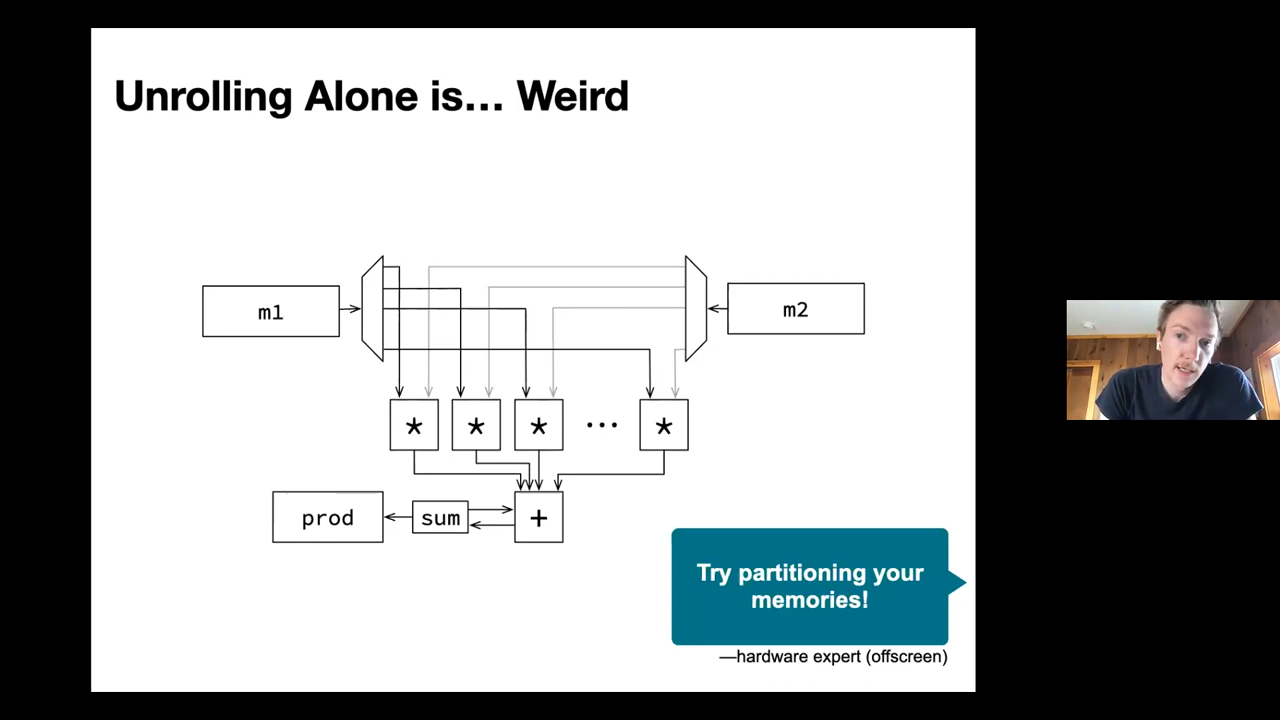 Unrolling Alone is… Weird
m1
m2
* * * … *
prod
sum
+
Try partitioning your
memories!
—hardware expert (offscreen)